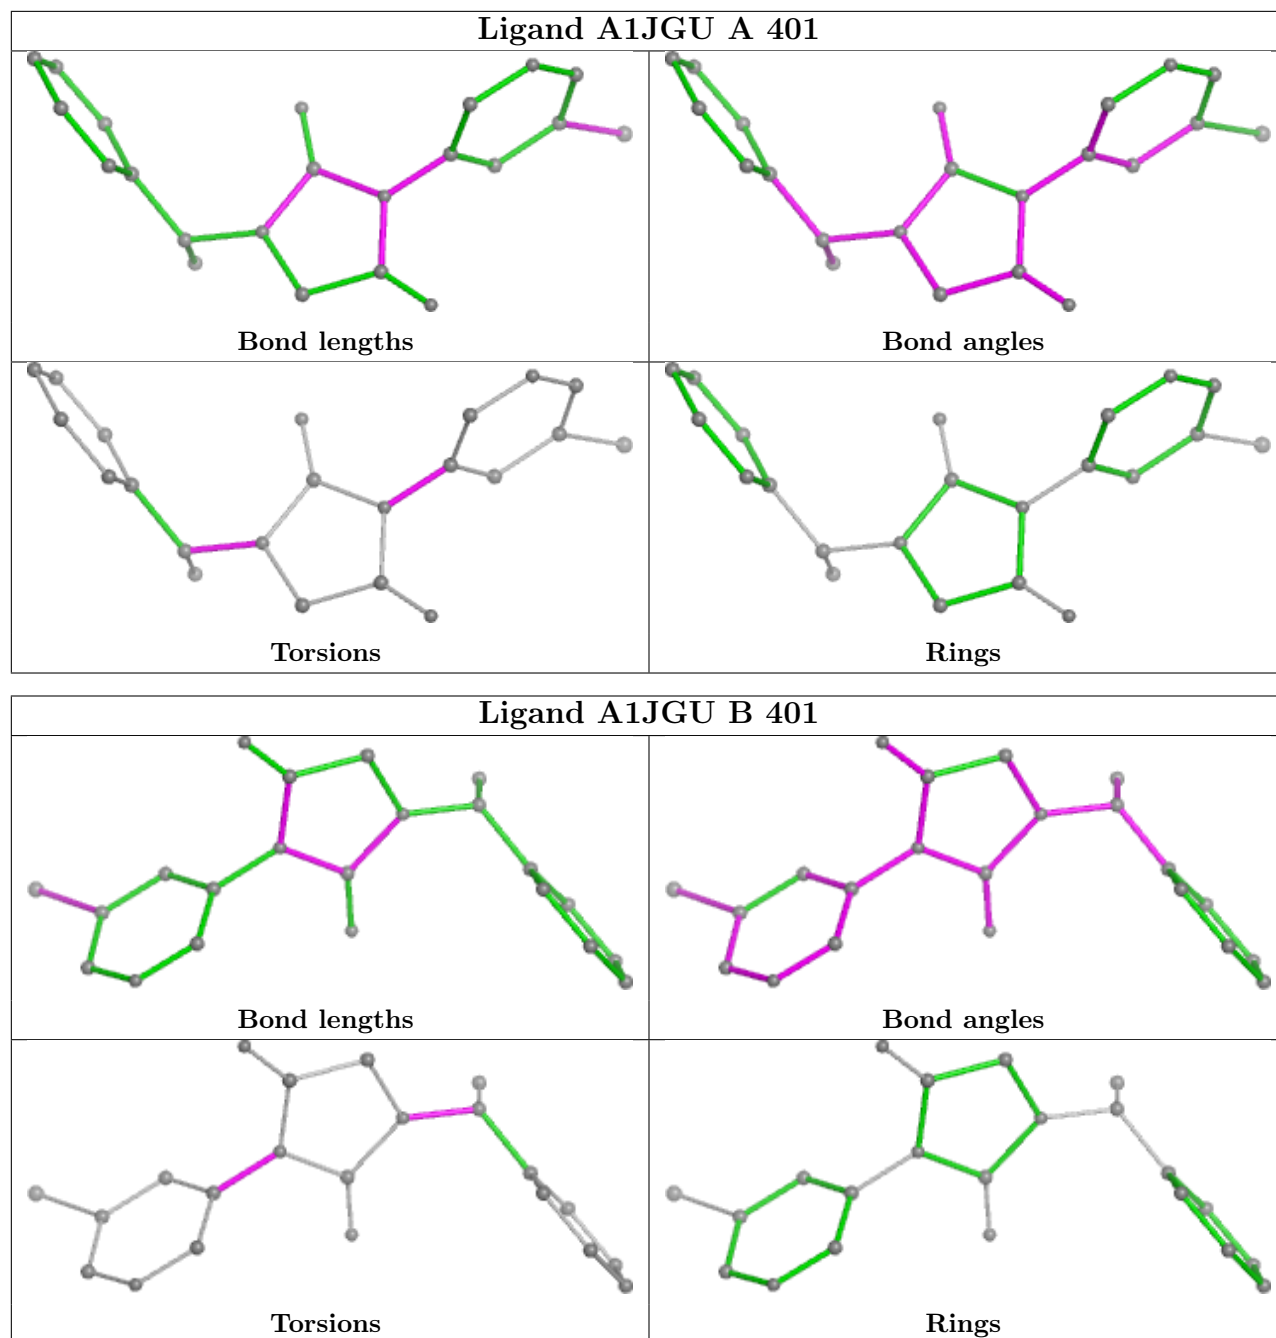 Ligand A1JGU A 401
Bond lengths
Bond angles
Torsions
Rings
Ligand A1JGU B 401
Bond lengths
Bond angles
Torsions
Rings